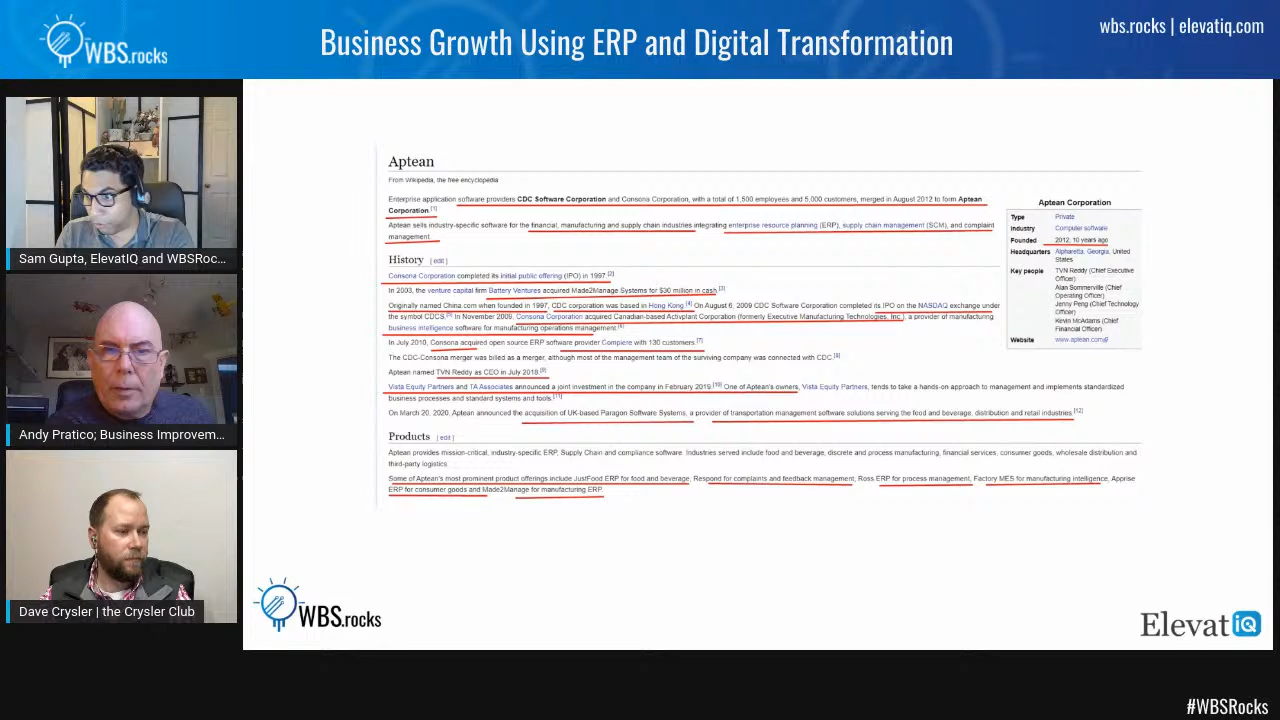 WBS.rocks
Business Growth Using ERP and Digital Transformation
wbs.rocks | elevatiq.com
Sam Gupta, ElevatIQ and WBSRoc...
Andy Pratico; Business Improvem...
Dave Crysler | the Crysler Club
Aptean
From Wikipedia, the free encyclopedia
Enterprise application software providers CDC Software Corporation and Consona Corporation, with a total of 1,500 employees and 5,000 customers, merged in August 2012 to form Aptean
Corporation.[1]
Aptean sells industry-specific software for the financial, manufacturing and supply chain industries integrating enterprise resource planning (ERP), supply chain management (SCM), and complaint
management
History [ edit ]
Consona Corporation completed its initial public offering (IPO) in 1997.[2]
In 2003, the venture capital firm Battery Ventures acquired Made2Manage Systems for $30 million in cash.[3]
Originally named China.com when founded in 1997, CDC corporation was based in Hong Kong.[4] On August 6, 2009 CDC Software Corporation completed its IPO on the NASDAQ exchange under
the symbol CDCS.[5] In November 2009, Consona Corporation acquired Canadian-based Activplant Corporation (formerly Executive Manufacturing Technologies, Inc.), a provider of manufacturing
business intelligence software for manufacturing operations management.[6]
In July 2010, Consona acquired open source ERP software provider Compiere with 130 customers.[7]
The CDC-Consona merger was billed as a merger, although most of the management team of the surviving company was connected with CDC.[8]
Aptean named TVN Reddy as CEO in July 2018.[9]
Vista Equity Partners and TA Associates announced a joint investment in the company in February 2019.[10] One of Aptean's owners, Vista Equity Partners, tends to take a hands-on approach to management and implements standardized
business processes and standard systems and tools.[11]
On March 20, 2020, Aptean announced the acquisition of UK-based Paragon Software Systems, a provider of transportation management software solutions serving the food and beverage, distribution and retail industries.[12]
Products [ edit ]
Aptean provides mission-critical, industry-specific ERP, Supply Chain and compliance software. Industries served include food and beverage, discrete and process manufacturing, financial services, consumer goods, wholesale distribution and
third-party logistics.
Some of Aptean's most prominent product offerings include JustFood ERP for food and beverage, Respond for complaints and feedback management, Ross ERP for process management, Factory MES for manufacturing intelligence, Apprise
ERP for consumer goods and Made2Manage for manufacturing ERP.
Aptean Corporation
Type Private
Industry Computer software
Founded 2012, 10 years ago
Headquarters Alpharetta, Georgia, United
States
Key people TVN Reddy (Chief Executive
Officer)
Alan Sommerville (Chief
Operating Officer)
Jenny Peng (Chief Technology
Officer)
Kevin McAdams (Chief
Financial Officer)
Website www.aptean.com
WBS.rocks
ElevatIQ
#WBSRocks